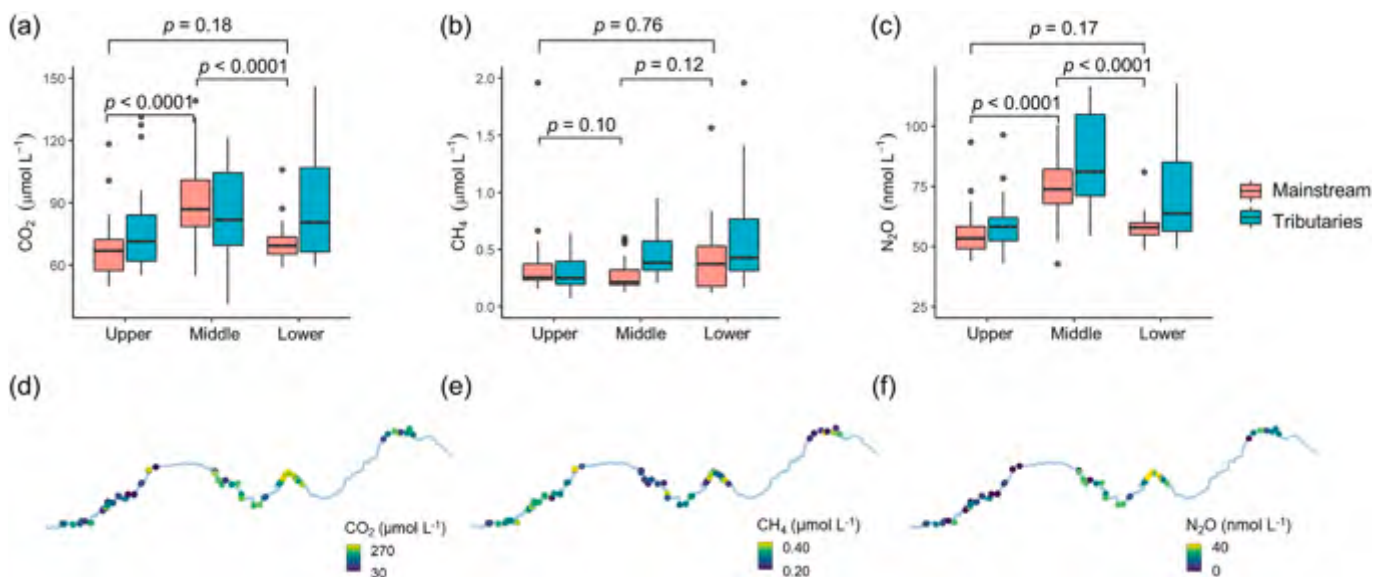 (a)
p = 0.18
p < 0.0001
p < 0.0001
CO₂ (μmol L⁻¹)
150
120
90
60
Upper Middle Lower
(b)
p = 0.76
p = 0.12
p = 0.10
CH₄ (μmol L⁻¹)
2.0
1.5
1.0
0.5
0.0
Upper Middle Lower
(c)
p = 0.17
p < 0.0001
p < 0.0001
N₂O (nmol L⁻¹)
100
75
50
25
Upper Middle Lower
Mainstream
Tributaries
(d)
CO₂ (μmol L⁻¹)
270
30
(e)
CH₄ (μmol L⁻¹)
0.40
0.20
(f)
N₂O (nmol L⁻¹)
40
0